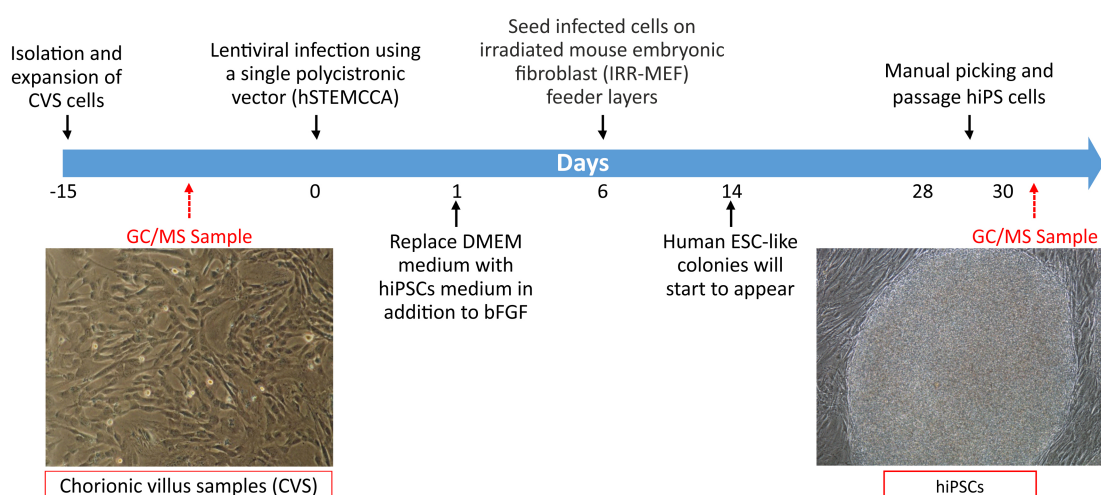 Isolation and
expansion of
CVS cells
Lentiviral infection using
a single polycistronic
vector (hSTEMCCA)
Seed infected cells on
irradiated mouse embryonic
fibroblast (IRR-MEF)
feeder layers
Manual picking and
passage hiPS cells
Days
-15
0
1
6
14
28
30
GC/MS Sample
Replace DMEM
medium with
hiPSCs medium in
addition to bFGF
Human ESC-like
colonies will
start to appear
GC/MS Sample
Chorionic villus samples (CVS)
hiPSCs